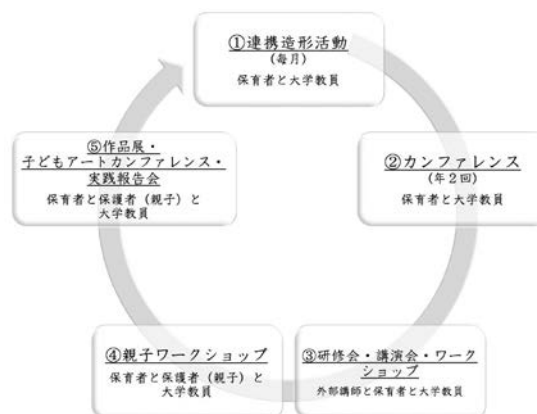 ①連携造形活動
(毎月)
保育者と大学教員
②カンファレンス
(年2回)
保育者と大学教員
③研修会・講演会・ワーク
ショップ
外部講師と保育者と大学教員
④親子ワークショップ
保育者と保護者（親子）と
大学教員
⑤作品展・
子どもアートカンファレンス・
実践報告会
保育者と保護者（親子）と
大学教員